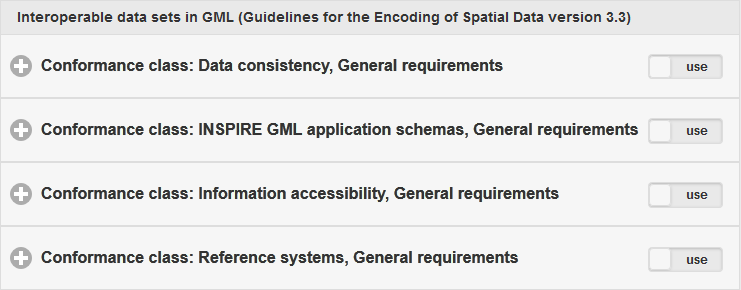 Interoperable data sets in GML (Guidelines for the Encoding of Spatial Data version 3.3)
Conformance class: Data consistency, General requirements use
Conformance class: INSPIRE GML application schemas, General requirements use
Conformance class: Information accessibility, General requirements use
Conformance class: Reference systems, General requirements use